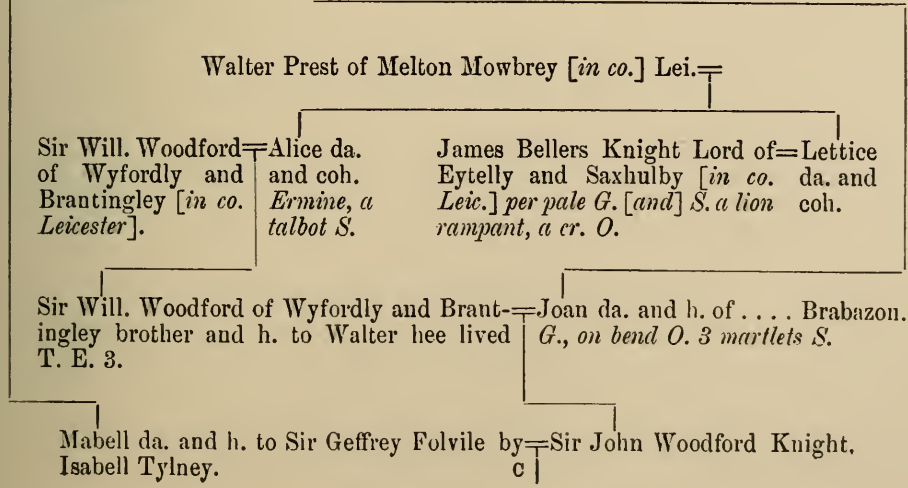 Walter Prest of Melton Mowbrey [in co.] Lei.
Sir Will. Woodford
of Wyfordly and
Brantingley [in co.
Leicester].
Alice da.
and coh.
Ermine, a
talbot S.
James Bellers Knight Lord of
Eytelly and Saxhulby [in co.
Leic.] per pale G. [and] S. a lion
rampant, a cr. O.
Lettice
da. and
coh.
Sir Will. Woodford of Wyfordly and Brant-
ingley brother and h. to Walter hee lived
T. E. 3.
Joan da. and h. of .... Brabazon.
G., on bend O. 3 martlets S.
Mabell da. and h. to Sir Geffrey Folvile by
Isabell Tylney.
Sir John Woodford Knight.
C